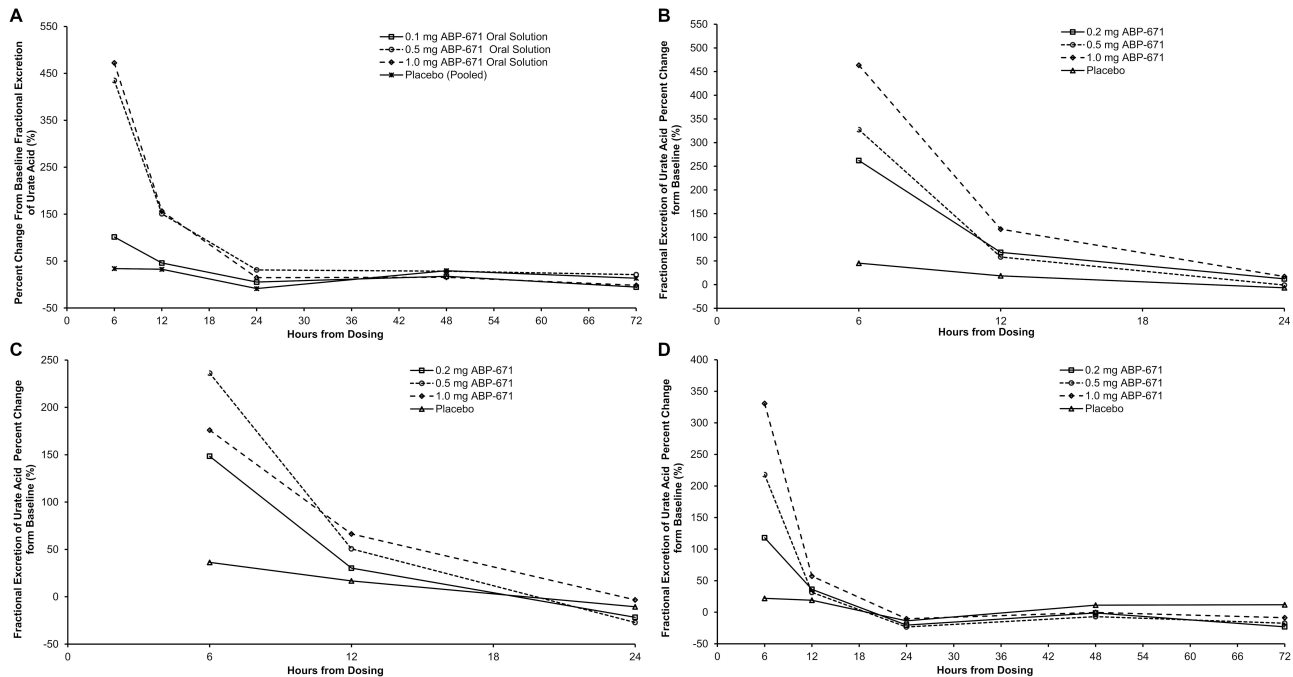 A
Percent Change From Baseline Fractional Excretion
of Urate Acid (%)
550
450
350
250
150
50
-50
0.1 mg ABP-671 Oral Solution
0.5 mg ABP-671 Oral Solution
1.0 mg ABP-671 Oral Solution
Placebo (Pooled)
0 6 12 18 24 30 36 42 48 54 60 66 72
Hours from Dosing
B
Fractional Excretion of Urate Acid Percent Change
form Baseline (%)
550
500
450
400
350
300
250
200
150
100
50
0
-50
0.2 mg ABP-671
0.5 mg ABP-671
1.0 mg ABP-671
Placebo
0 6 12 18 24
Hours from Dosing
C
Fractional Excretion of Urate Acid Percent Change
form Baseline (%)
250
200
150
100
50
0
-50
0.2 mg ABP-671
0.5 mg ABP-671
1.0 mg ABP-671
Placebo
0 6 12 18 24
Hours from Dosing
D
Fractional Excretion of Urate Acid Percent Change
form Baseline (%)
400
350
300
250
200
150
100
50
0
-50
0.2 mg ABP-671
0.5 mg ABP-671
1.0 mg ABP-671
Placebo
0 6 12 18 24 30 36 42 48 54 60 66 72
Hours from Dosing